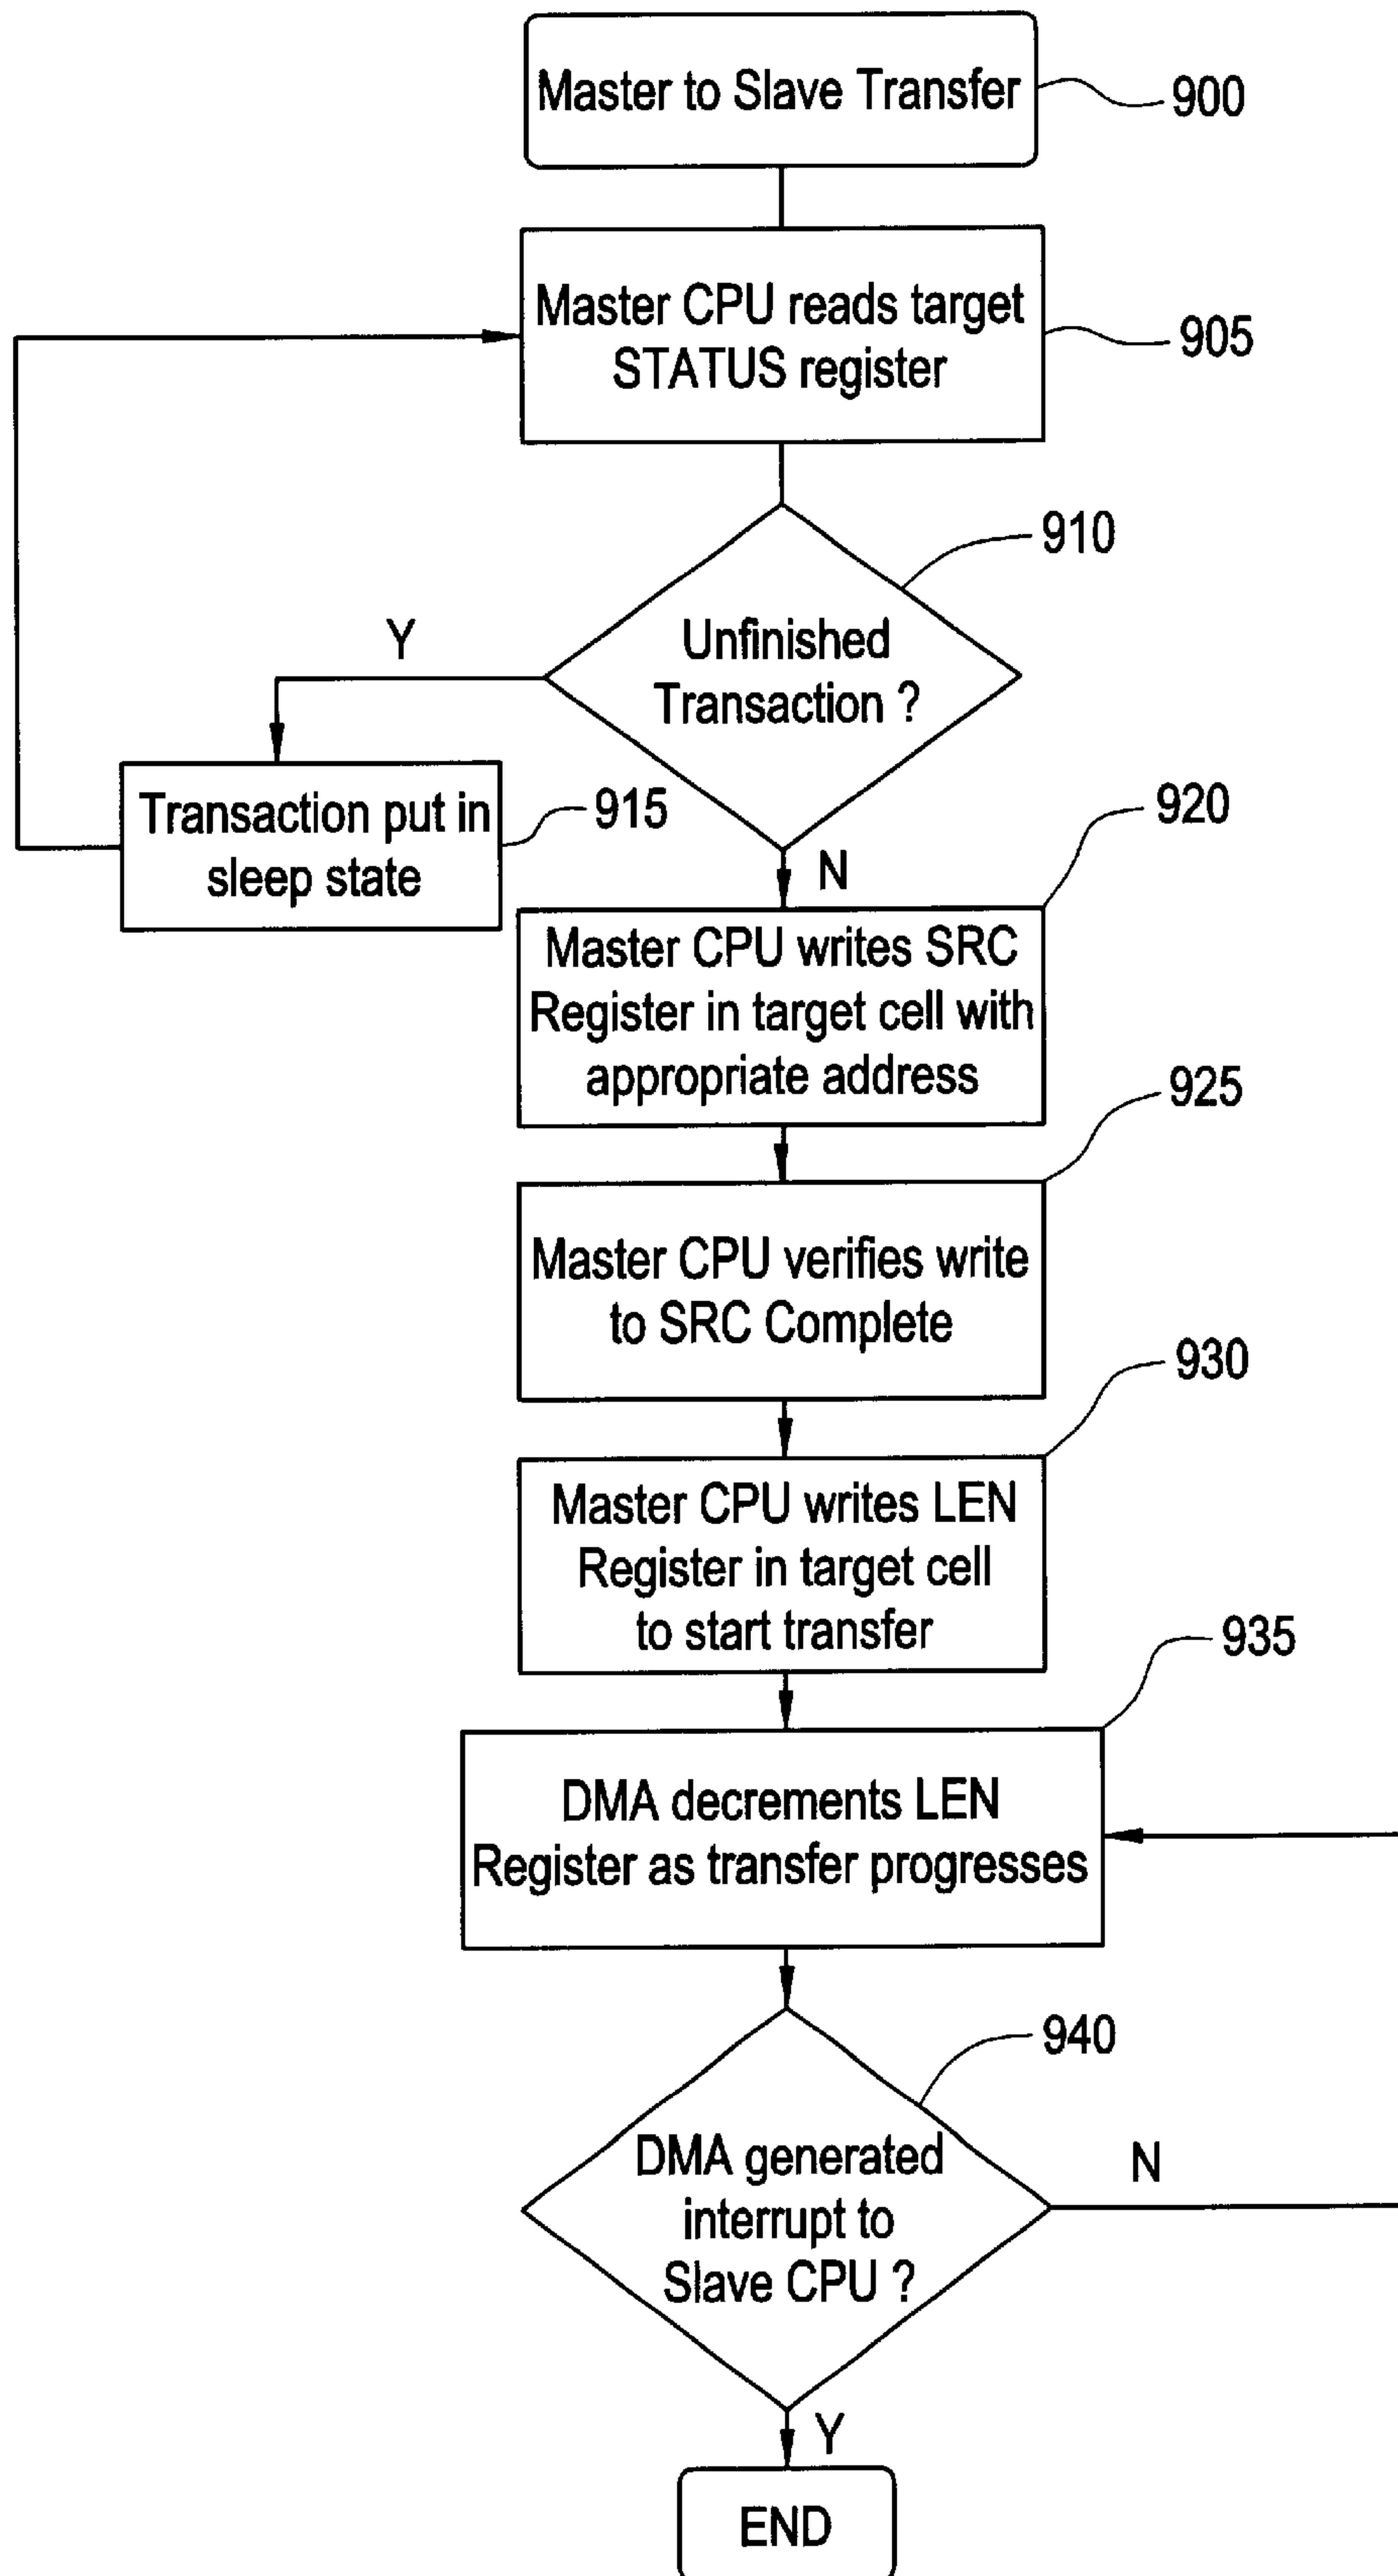 Master to Slave Transfer
900
Master CPU reads target
STATUS register
905
910
Unfinished
Transaction ?
Y
Transaction put in
sleep state
915
N
920
Master CPU writes SRC
Register in target cell with
appropriate address
925
Master CPU verifies write
to SRC Complete
930
Master CPU writes LEN
Register in target cell
to start transfer
935
DMA decrements LEN
Register as transfer progresses
940
DMA generated
interrupt to
Slave CPU ?
N
Y
END